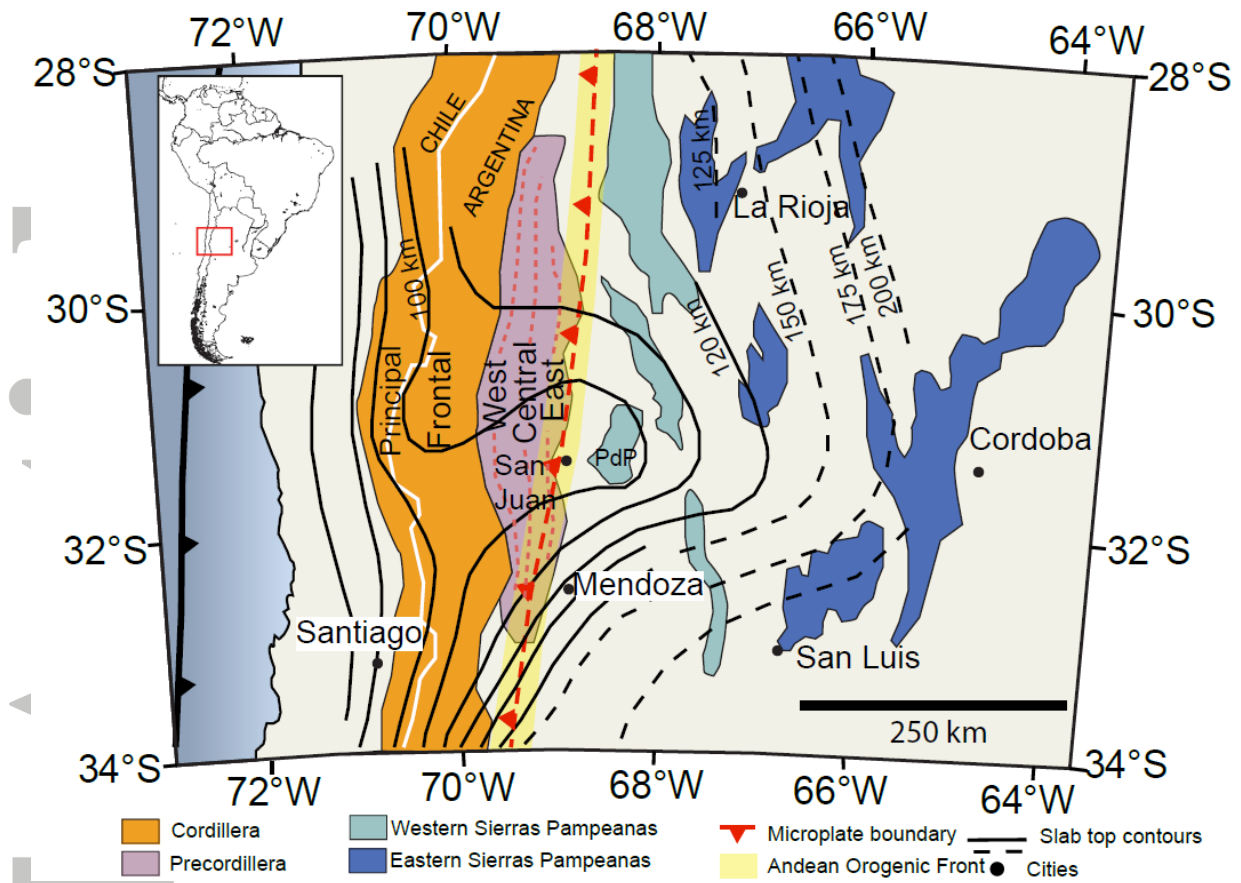 72°W
70°W
68°W
66°W
64°W
28°S
28°S
CHILE
ARGENTINA
125 km
La Rioja
100 km
150 km
175 km
200 km
30°S
30°S
120 km
Principal
Frontal
West
Central
East
Cordoba
San
Juan
PdP
32°S
32°S
Mendoza
Santiago
San Luis
250 km
34°S
34°S
72°W
70°W
68°W
66°W
64°W
Cordillera
Western Sierras Pampeanas
Microplate boundary
Slab top contours
Precordillera
Eastern Sierras Pampeanas
Andean Orogenic Front
Cities